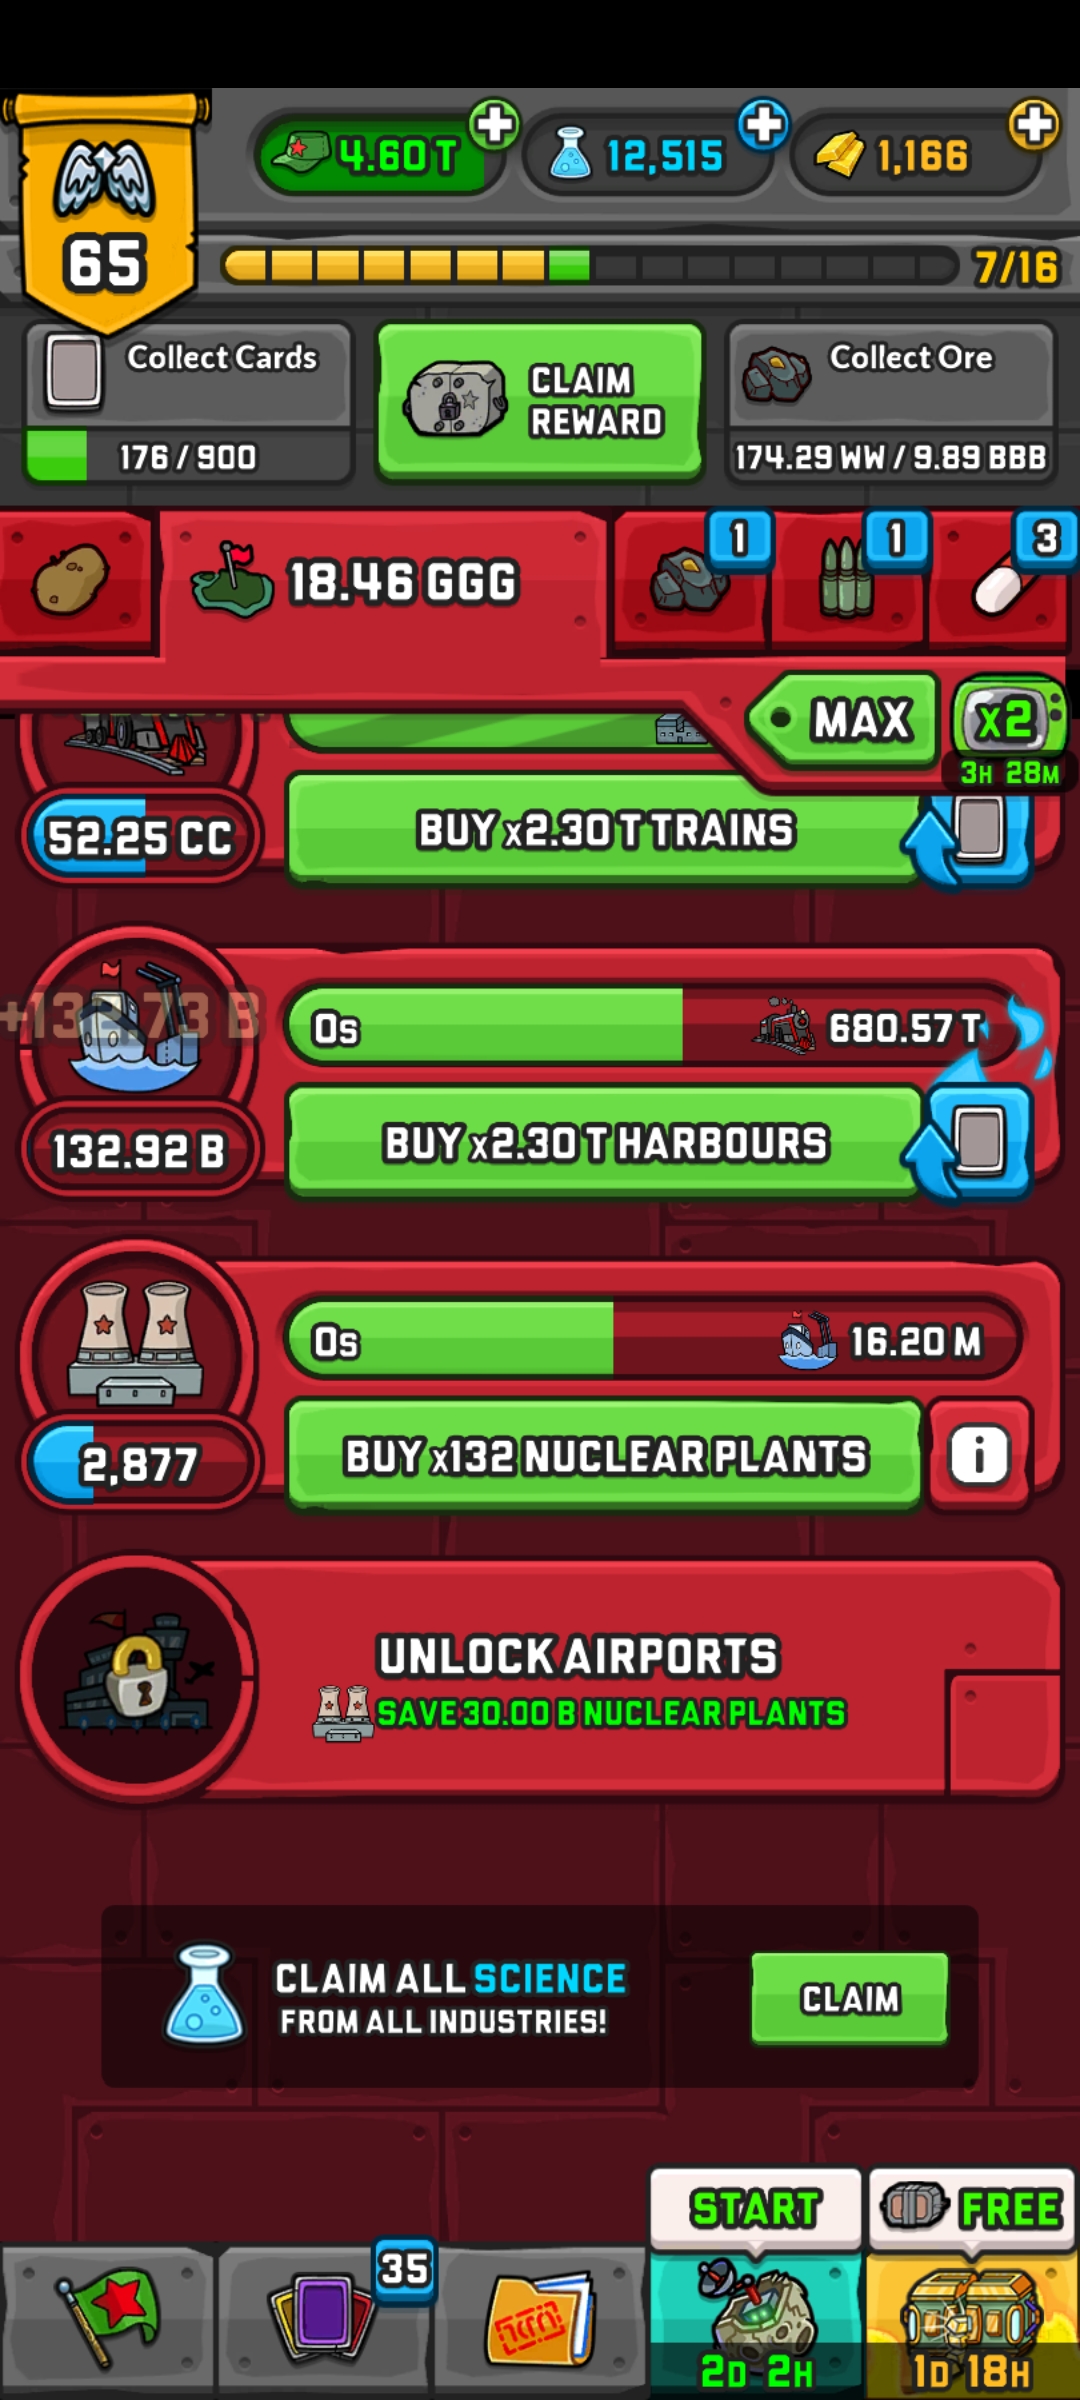 4.60 T
12,515
1,166
65
7/16
Collect Cards
176 / 900
CLAIM
REWARD
Collect Ore
174.29 WW / 9.89 BBB
18.46 GGG
1
1
3
MAX
x2
3H 28M
52.25 CC
BUY x2.30 T TRAINS
+132.73 B
0s
680.57 T
132.92 B
BUY x2.30 T HARBOURS
0s
16.20 M
2,877
BUY x132 NUCLEAR PLANTS
i
UNLOCK AIRPORTS
SAVE 30.00 B NUCLEAR PLANTS
CLAIM ALL SCIENCE
FROM ALL INDUSTRIES!
CLAIM
START
FREE
35
2D 2H
1D 18H